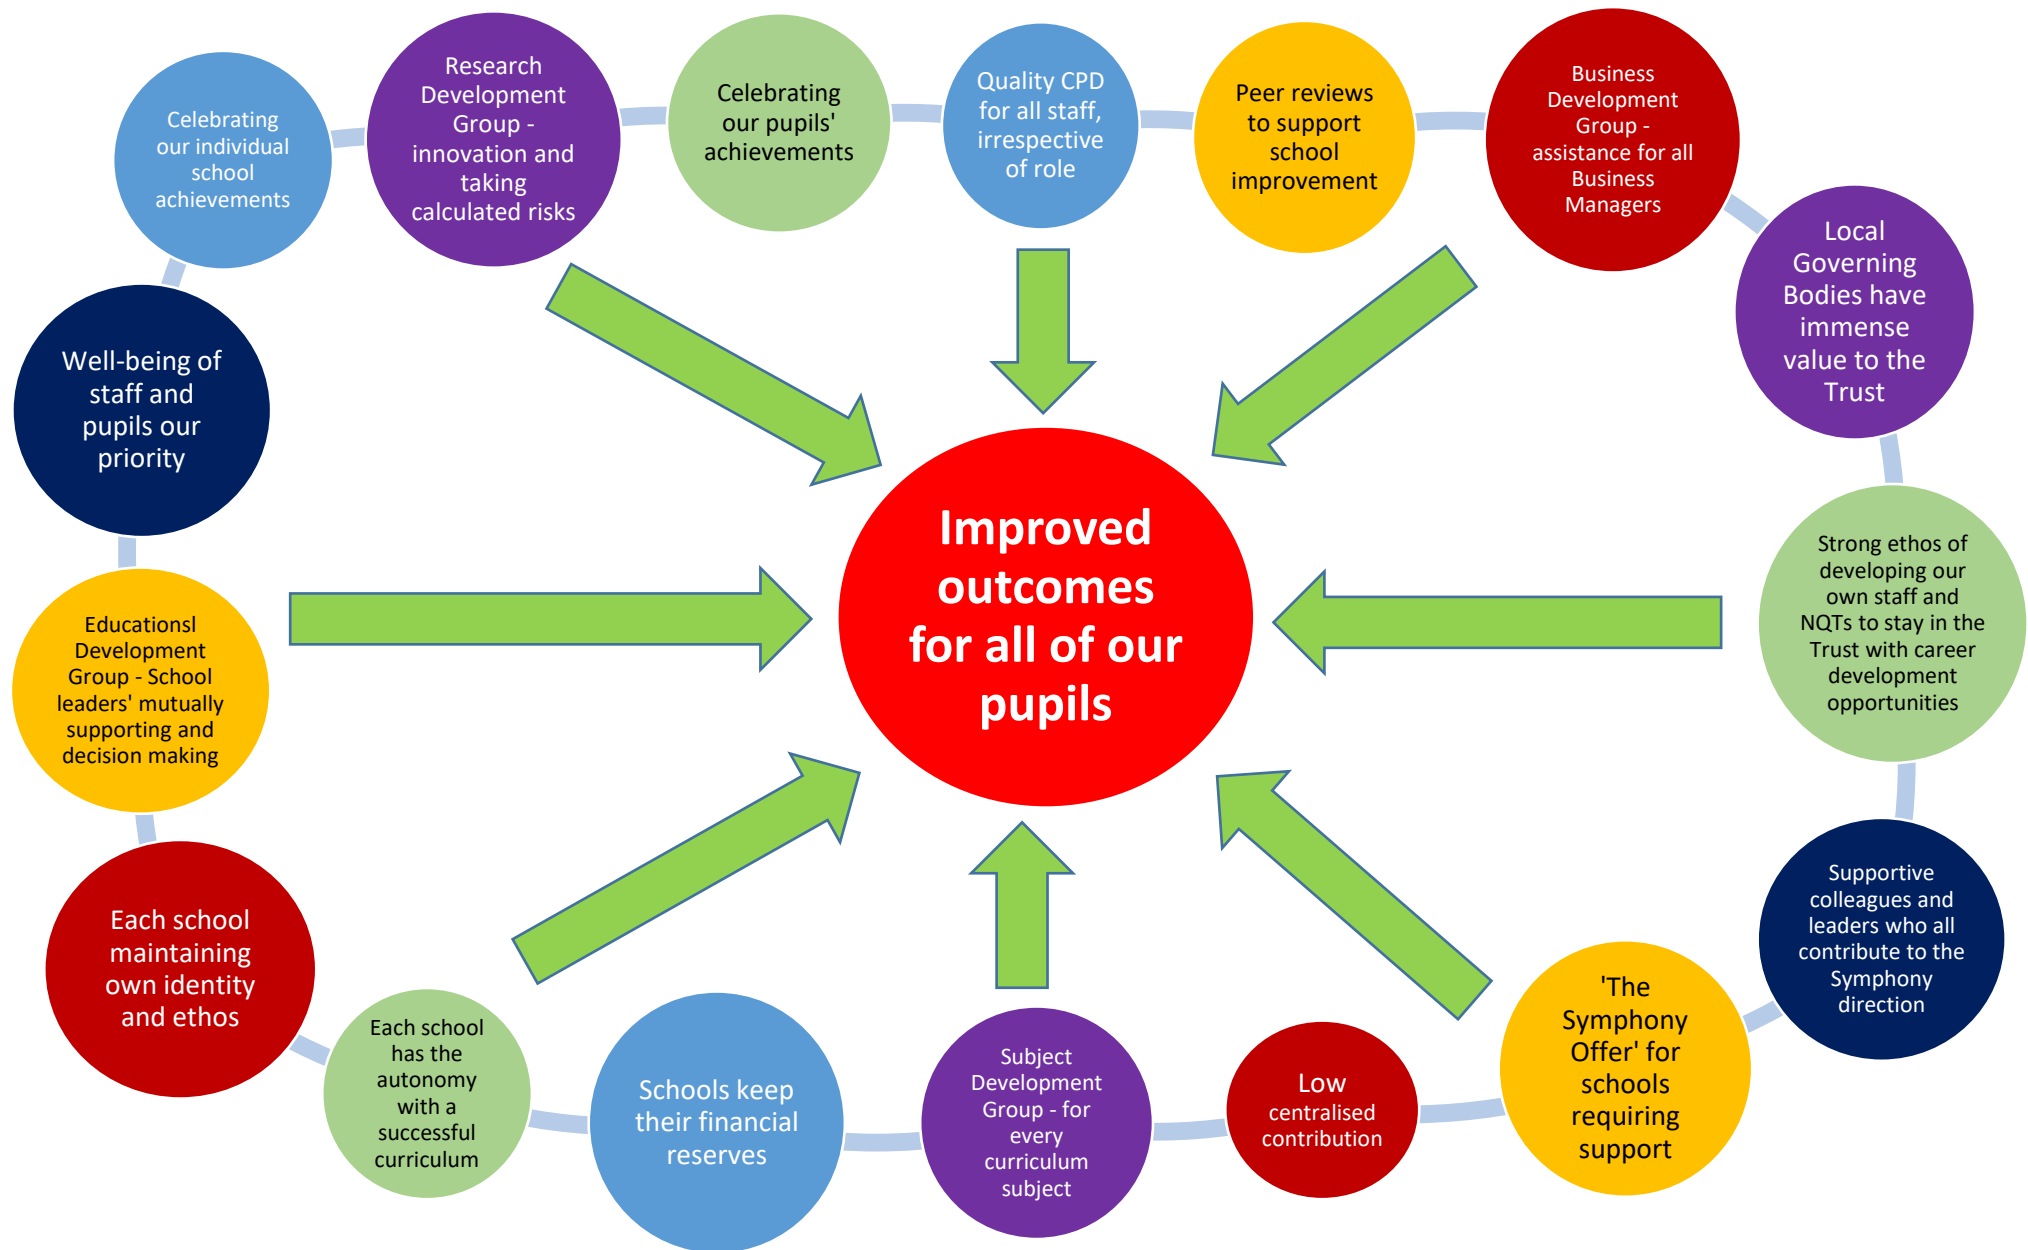 Celebrating
our individual
school
achievements
Research
Development
Group -
innovation and
taking
calculated risks
Celebrating
our pupils'
achievements
Quality CPD
for all staff,
irrespective
of role
Peer reviews
to support
school
improvement
Business
Development
Group -
assistance for all
Business
Managers
Local
Governing
Bodies have
immense
value to the
Trust
Strong ethos of
developing our
own staff and
NQTs to stay in the
Trust with career
development
opportunities
Supportive
colleagues and
leaders who all
contribute to the
Symphony
direction
'The
Symphony
Offer' for
schools
requiring
support
Low
centralised
contribution
Subject
Development
Group - for
every
curriculum
subject
Schools keep
their financial
reserves
Each school
has the
autonomy
with a
successful
curriculum
Each school
maintaining
own identity
and ethos
Educationsl
Development
Group - School
leaders' mutually
supporting and
decision making
Well-being of
staff and
pupils our
priority
Improved
outcomes
for all of our
pupils